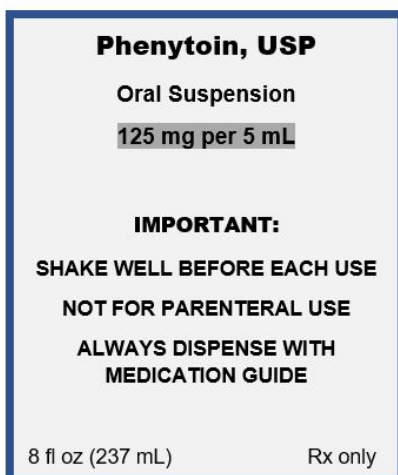 Phenytoin, USP
Oral Suspension
125 mg per 5 mL
IMPORTANT:
SHAKE WELL BEFORE EACH USE
NOT FOR PARENTERAL USE
ALWAYS DISPENSE WITH
MEDICATION GUIDE
8 fl oz (237 mL) Rx only